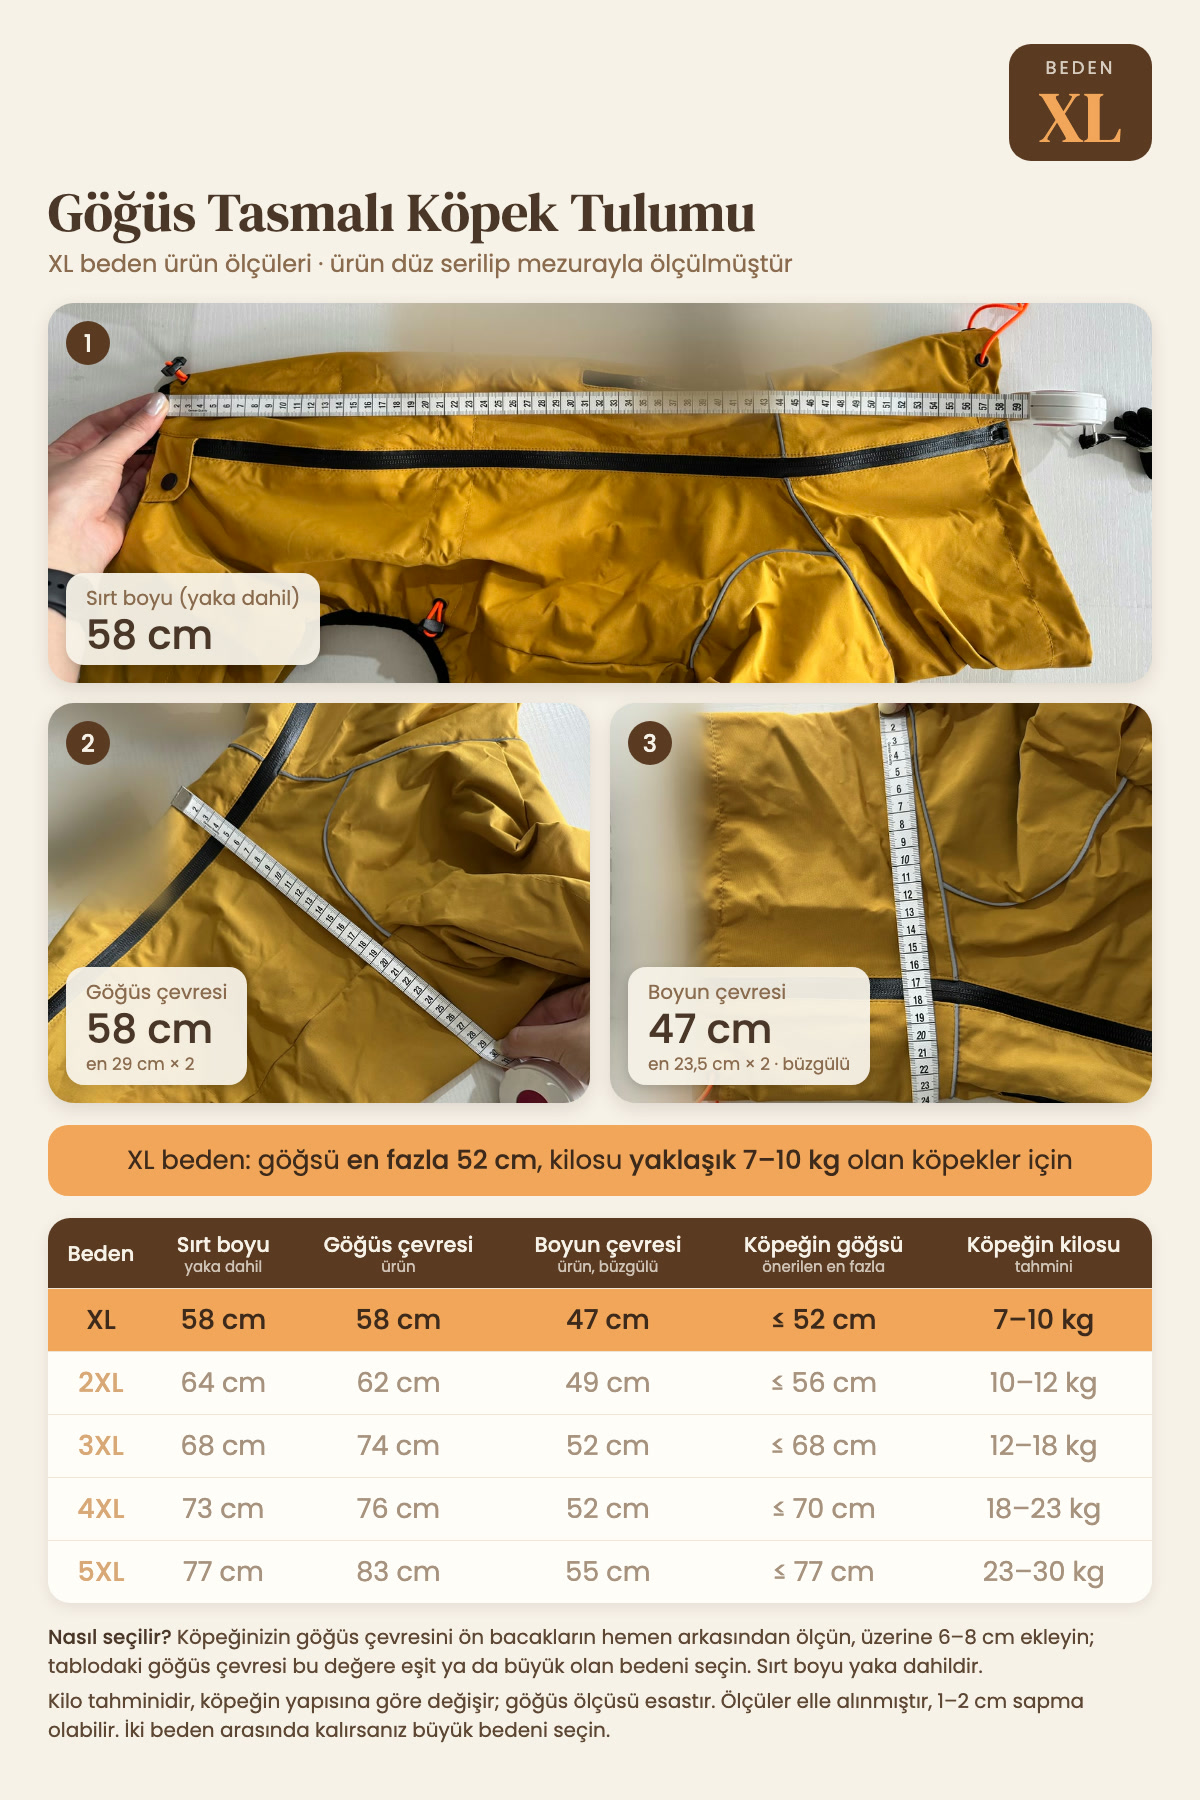 BEDEN
XL
Göğüs Tasmalı Köpek Tulumu
XL beden ürün ölçüleri · ürün düz serilip mezurayla ölçülmüştür
1
Sırt boyu (yaka dahil)
58 cm
2
Göğüs çevresi
58 cm
en 29 cm × 2
3
Boyun çevresi
47 cm
en 23,5 cm × 2 · büzgülü
XL beden: göğsü en fazla 52 cm, kilosu yaklaşık 7–10 kg olan köpekler için
Beden Sırt boyu Göğüs çevresi Boyun çevresi Köpeğin göğsü Köpeğin kilosu
yaka dahil ürün ürün, büzgülü önerilen en fazla tahmini
XL 58 cm 58 cm 47 cm ≤ 52 cm 7–10 kg
2XL 64 cm 62 cm 49 cm ≤ 56 cm 10–12 kg
3XL 68 cm 74 cm 52 cm ≤ 68 cm 12–18 kg
4XL 73 cm 76 cm 52 cm ≤ 70 cm 18–23 kg
5XL 77 cm 83 cm 55 cm ≤ 77 cm 23–30 kg
Nasıl seçilir? Köpeğinizin göğüs çevresini ön bacakların hemen arkasından ölçün, üzerine 6–8 cm ekleyin;
tablodaki göğüs çevresi bu değere eşit ya da büyük olan bedeni seçin. Sırt boyu yaka dahildir.
Kilo tahminidir, köpeğin yapısına göre değişir; göğüs ölçüsü esastır. Ölçüler elle alınmıştır, 1–2 cm sapma
olabilir. İki beden arasında kalırsanız büyük bedeni seçin.